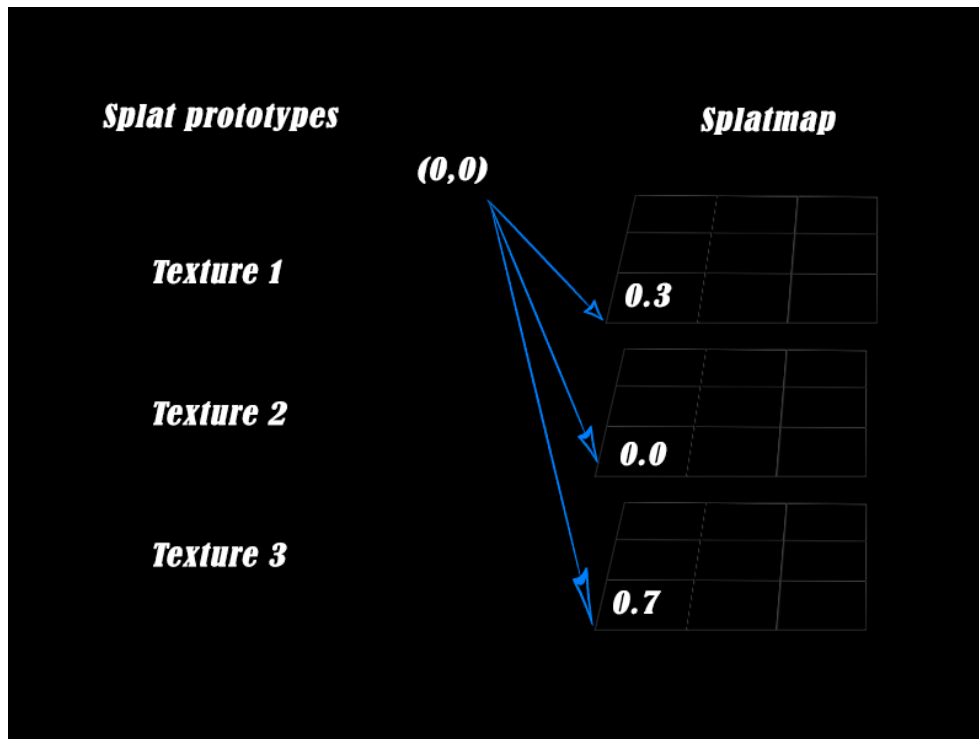 Splat prototypes
Splatmap
(0,0)
Texture 1
0.3
Texture 2
0.0
Texture 3
0.7